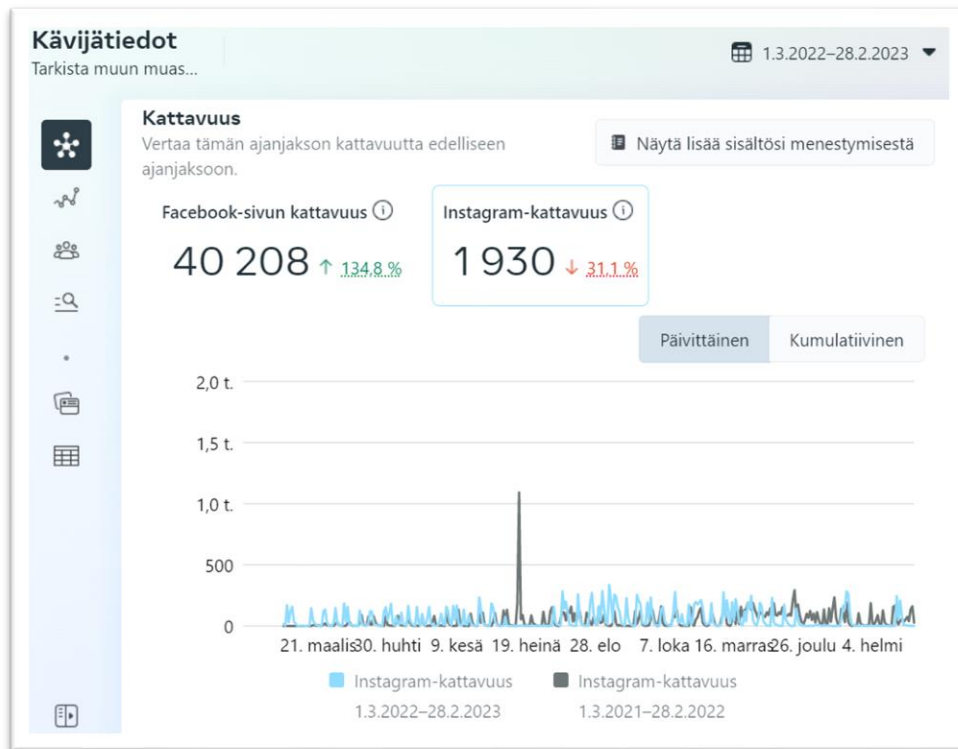 Kävijätiedot
Tarkista muun muas...
1.3.2022–28.2.2023
Kattavuus
Vertaa tämän ajanjakson kattavuutta edelliseen
ajanjaksoon.
Näytä lisää sisältösi menestymisestä
Facebook-sivun kattavuus
40 208 ↑ 134,8 %
Instagram-kattavuus
1 930 ↓ 31,1 %
Päivittäinen
Kumulatiivinen
2,0 t.
1,5 t.
1,0 t.
500
0
21. maalis 30. huhti 9. kesä 19. heinä 28. elo 7. loka 16. marras 26. joulu 4. helmi
Instagram-kattavuus
1.3.2022–28.2.2023
Instagram-kattavuus
1.3.2021–28.2.2022